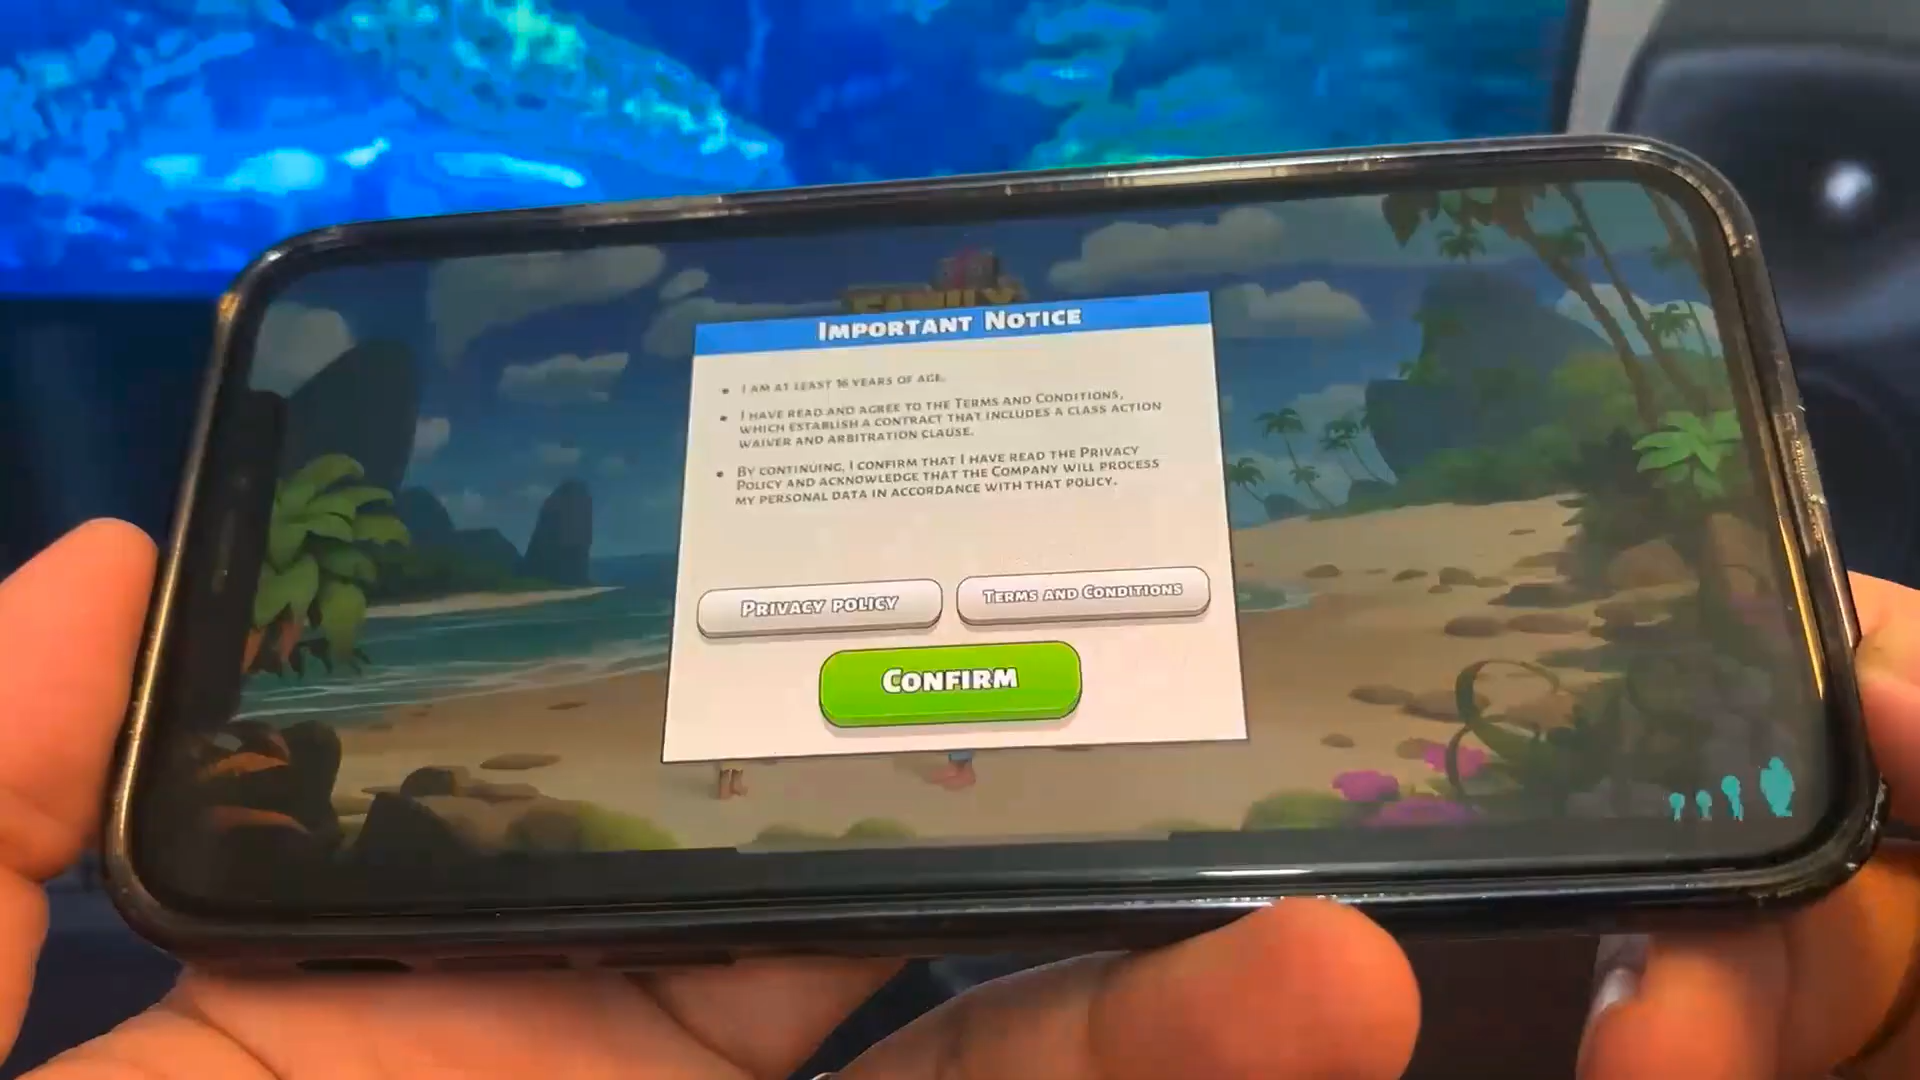 FAMILY
IMPORTANT NOTICE
I AM AT LEAST 16 YEARS OF AGE.
I HAVE READ AND AGREE TO THE TERMS AND CONDITIONS,
WHICH ESTABLISH A CONTRACT THAT INCLUDES A CLASS ACTION
WAIVER AND ARBITRATION CLAUSE.
BY CONTINUING, I CONFIRM THAT I HAVE READ THE PRIVACY
POLICY AND ACKNOWLEDGE THAT THE COMPANY WILL PROCESS
MY PERSONAL DATA IN ACCORDANCE WITH THAT POLICY.
PRIVACY POLICY
TERMS AND CONDITIONS
CONFIRM